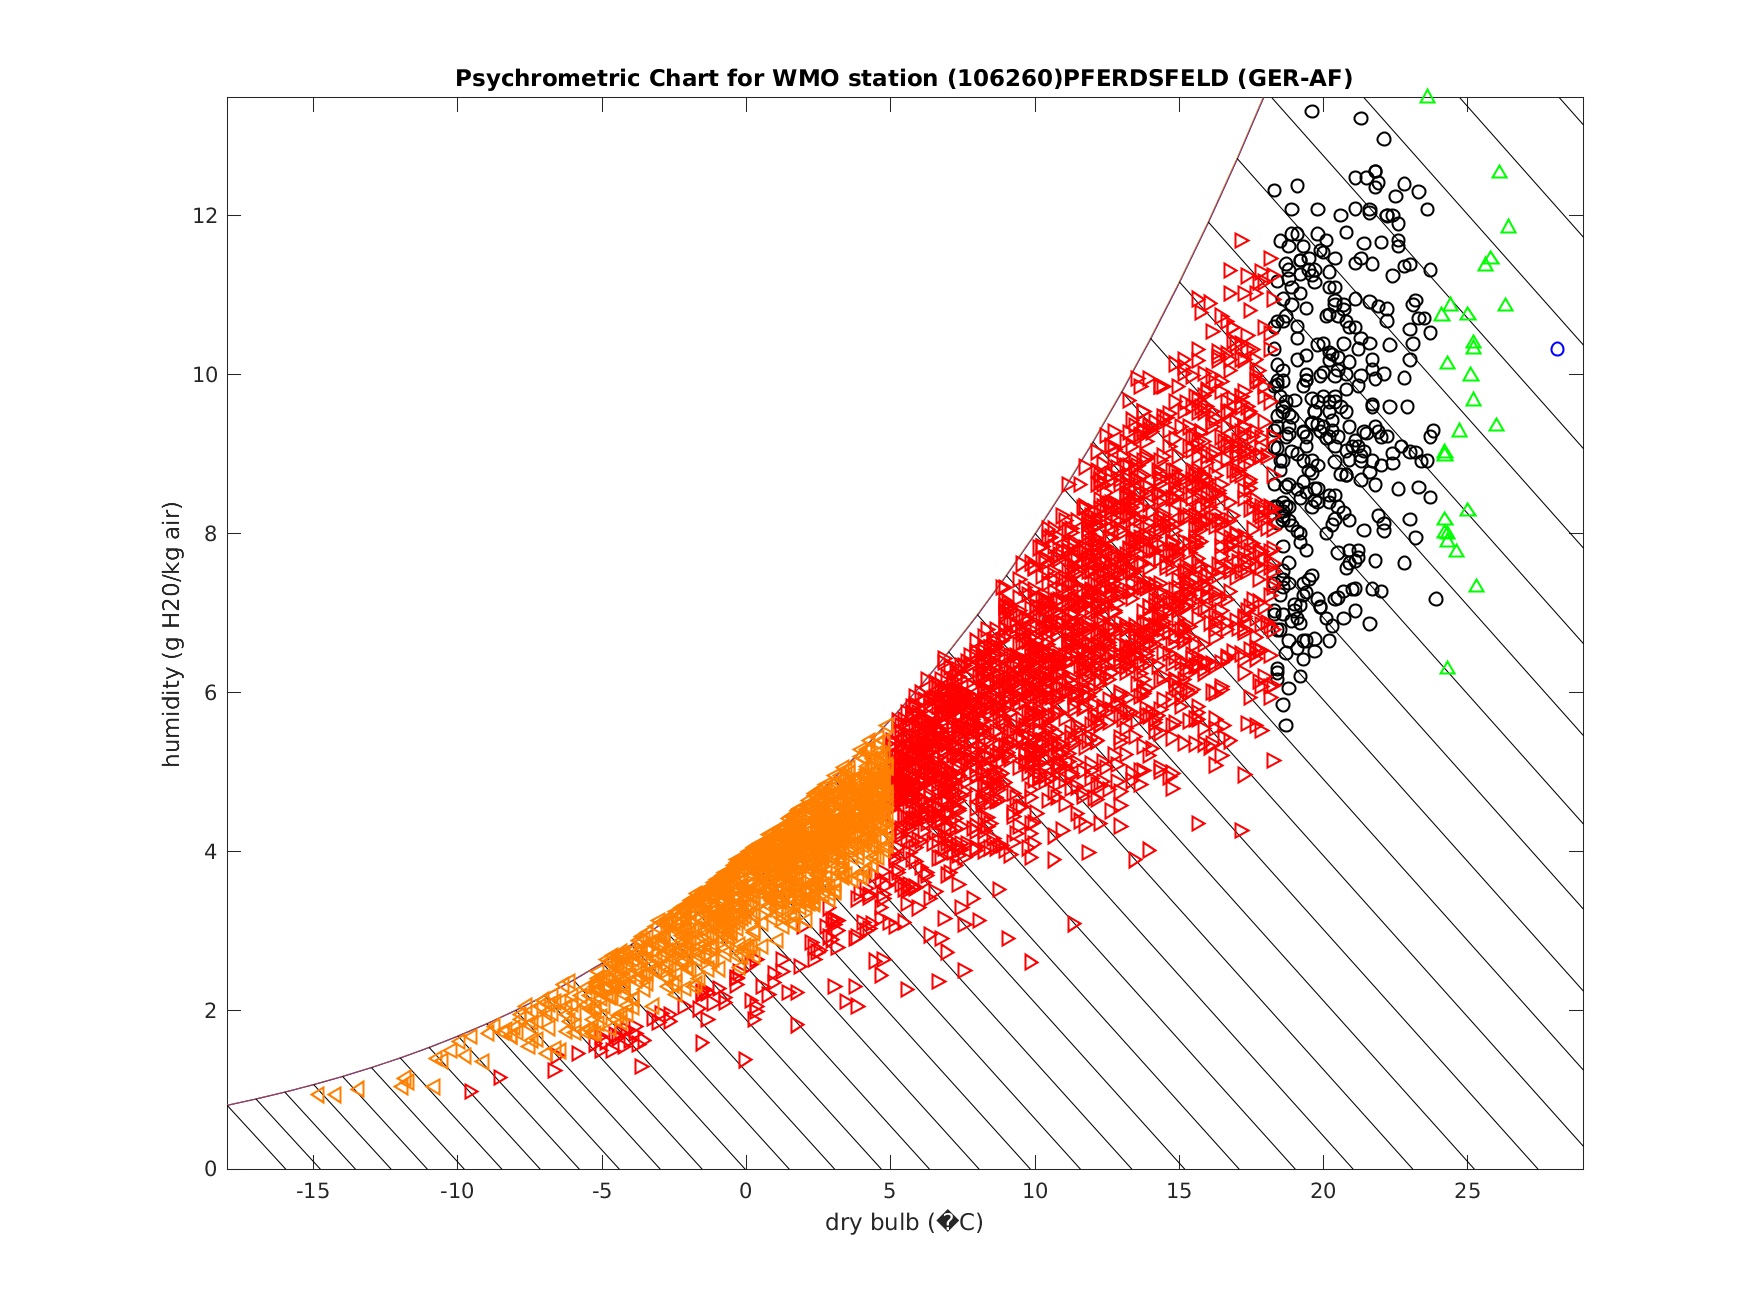 Psychrometric Chart for WMO station (106260)PFERDSFELD (GER-AF)
humidity (g H20/kg air)
12
10
8
6
4
2
0
-15 -10 -5 0 5 10 15 20 25
dry bulb (�C)